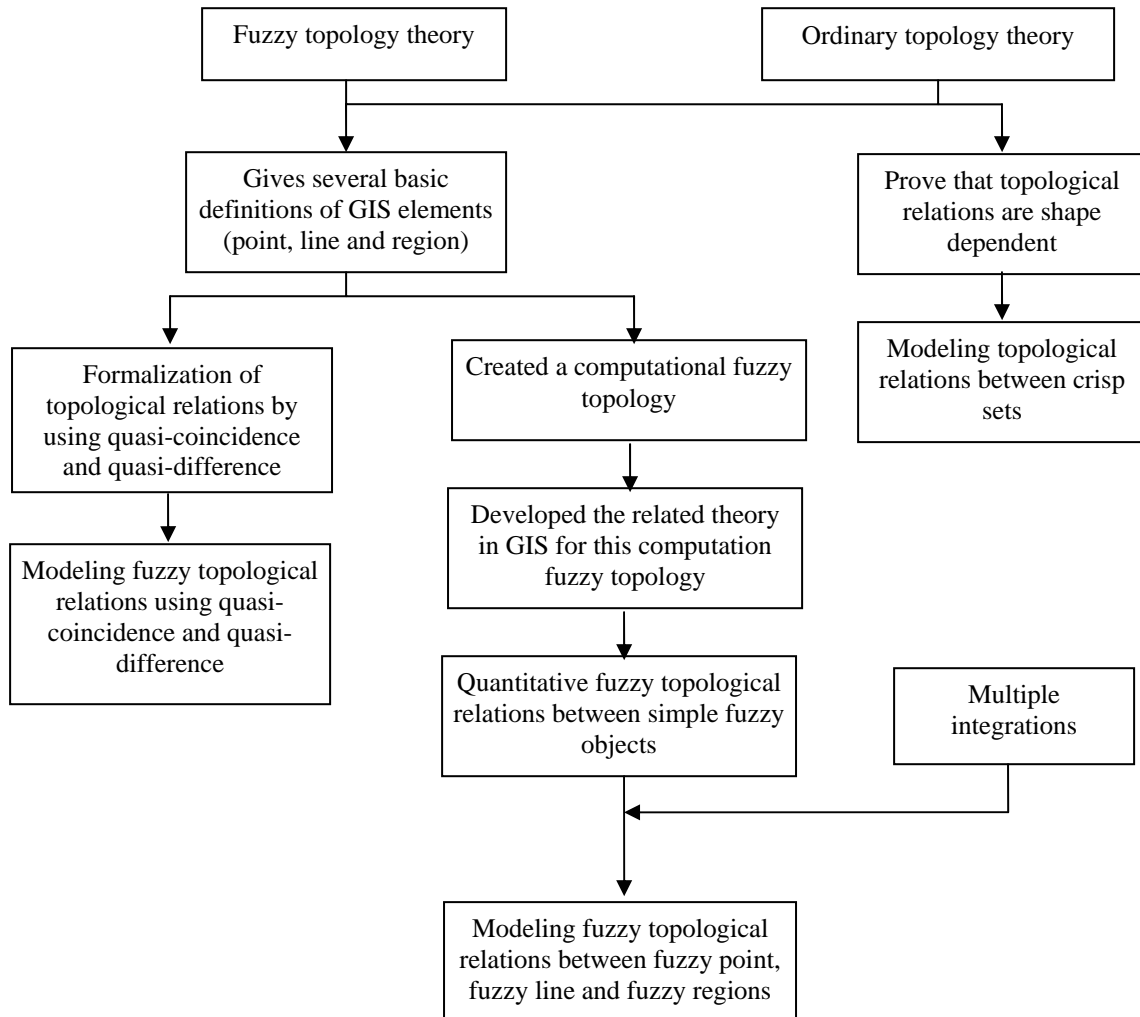 Fuzzy topology theory
Ordinary topology theory
Gives several basic
definitions of GIS elements
(point, line and region)
Prove that topological
relations are shape
dependent
Formalization of
topological relations by
using quasi-coincidence
and quasi-difference
Created a computational fuzzy
topology
Modeling topological
relations between crisp
sets
Developed the related theory
in GIS for this computation
fuzzy topology
Modeling fuzzy topological
relations using quasi-
coincidence and quasi-
difference
Quantitative fuzzy topological
relations between simple fuzzy
objects
Multiple
integrations
Modeling fuzzy topological
relations between fuzzy point,
fuzzy line and fuzzy regions